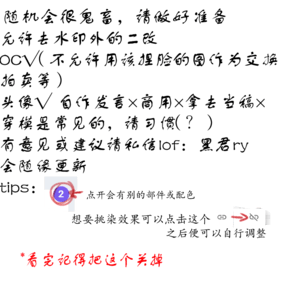 随机会很鬼畜，请做好准备
允许去水印外的二改
OC√(不允许用该捏脸的图作为交换
拍卖等)
头像√ 自作发言×商用×拿去当稿×
穿模是常见的，请习惯(？)
有意见或建议请私信lof：黑君ry
会随缘更新
tips：
2 点开会有别的部件或配色
想要挑染效果可以点击这个
之后便可以自行调整
*看完记得把这个关掉